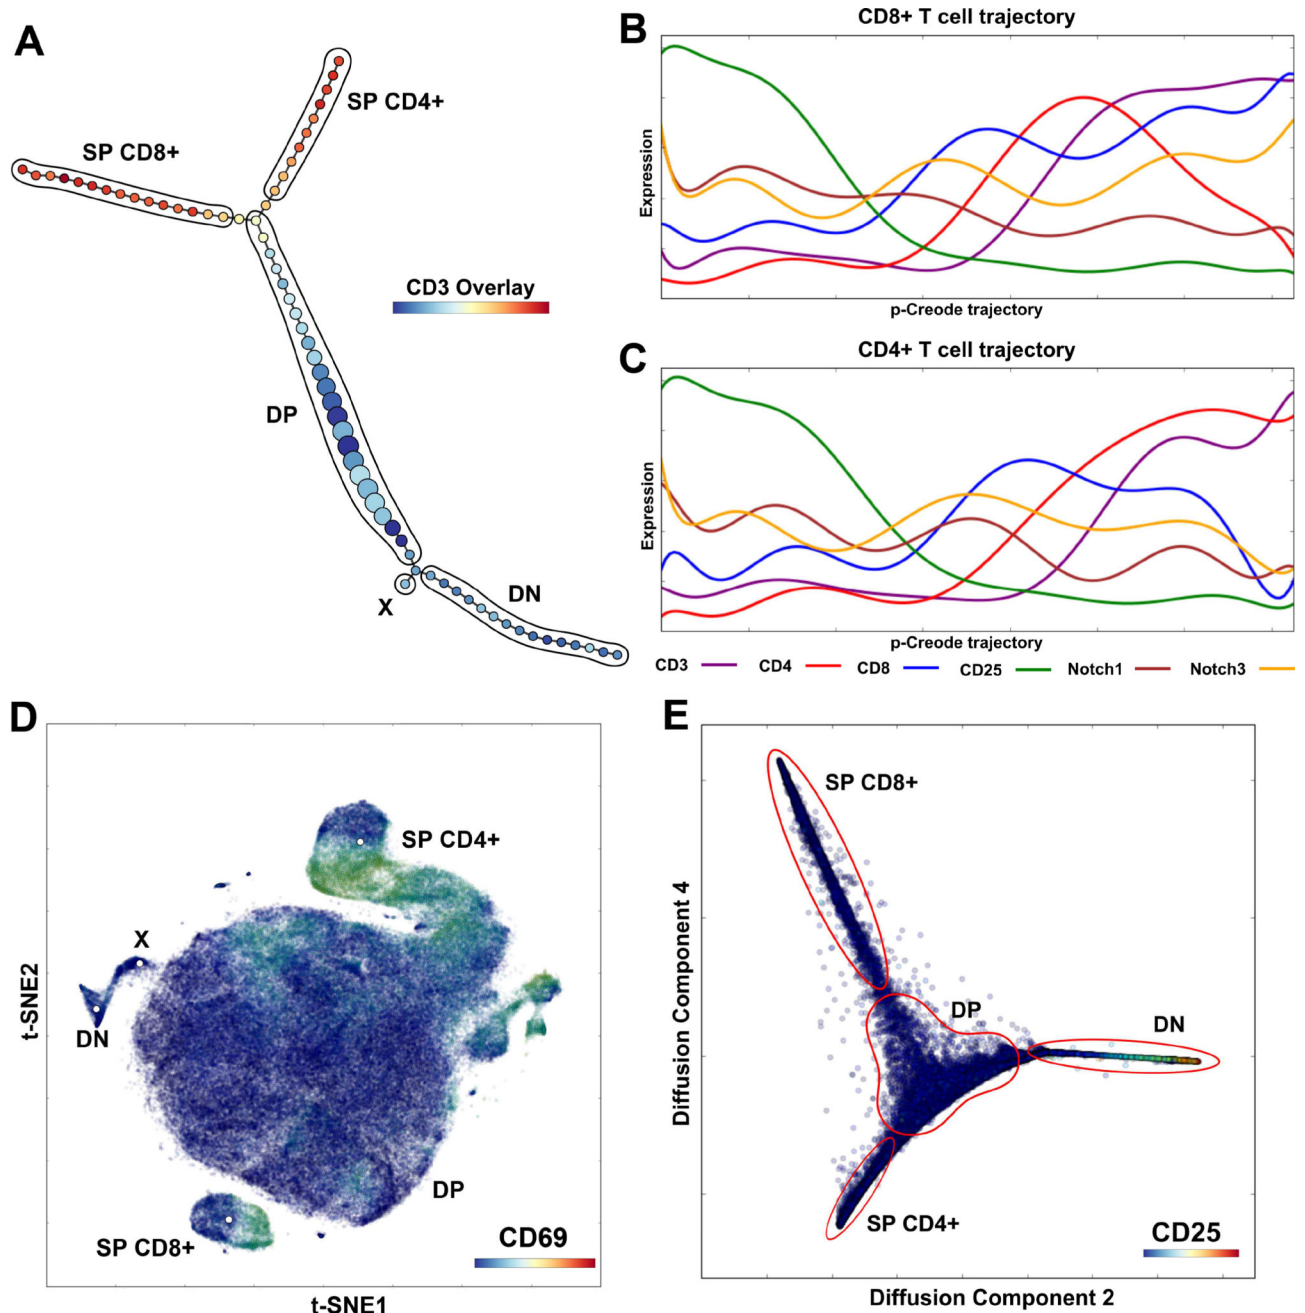 A
SP CD4+
SP CD8+
CD3 Overlay
DP
X
DN
B
CD8+ T cell trajectory
Expression
p-Creode trajectory
C
CD4+ T cell trajectory
Expression
p-Creode trajectory
CD3 CD4 CD8 CD25 Notch1 Notch3
D
SP CD4+
X
DN
DP
SP CD8+
CD69
t-SNE2
t-SNE1
E
SP CD8+
DP
DN
SP CD4+
CD25
Diffusion Component 4
Diffusion Component 2